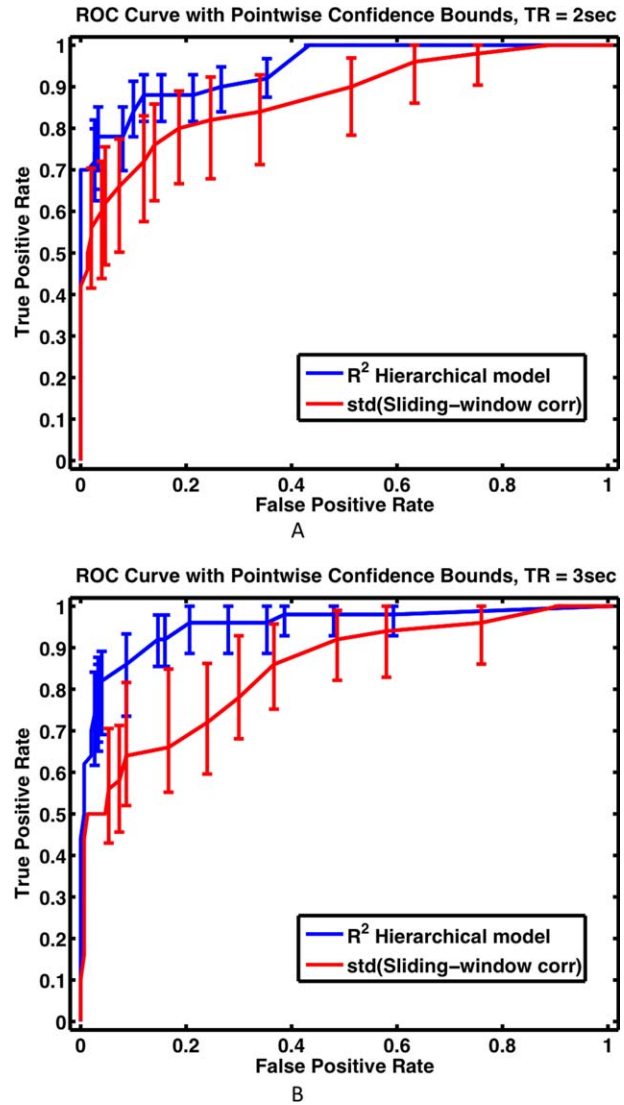 ROC Curve with Pointwise Confidence Bounds, TR = 2sec
1
0.9
0.8
0.7
0.6
0.5
0.4
0.3
0.2
0.1
0
True Positive Rate
R² Hierarchical model
std(Sliding−window corr)
0 0.2 0.4 0.6 0.8 1
False Positive Rate
A
ROC Curve with Pointwise Confidence Bounds, TR = 3sec
1
0.9
0.8
0.7
0.6
0.5
0.4
0.3
0.2
0.1
0
True Positive Rate
R² Hierarchical model
std(Sliding−window corr)
0 0.2 0.4 0.6 0.8 1
False Positive Rate
B